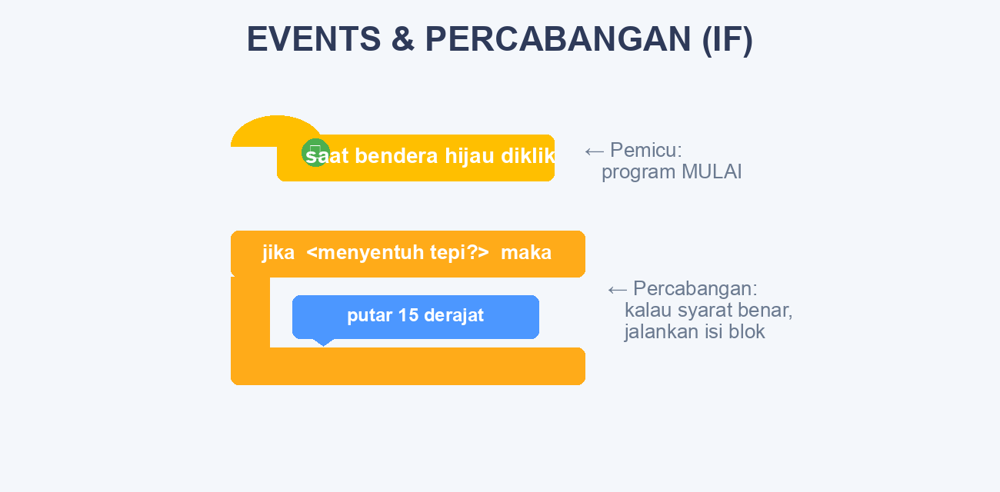 EVENTS & PERCABANGAN (IF)
saat bendera hijau diklik
← Pemicu:
program MULAI
jika <menyentuh tepi?> maka
putar 15 derajat
← Percabangan:
kalau syarat benar,
jalankan isi blok